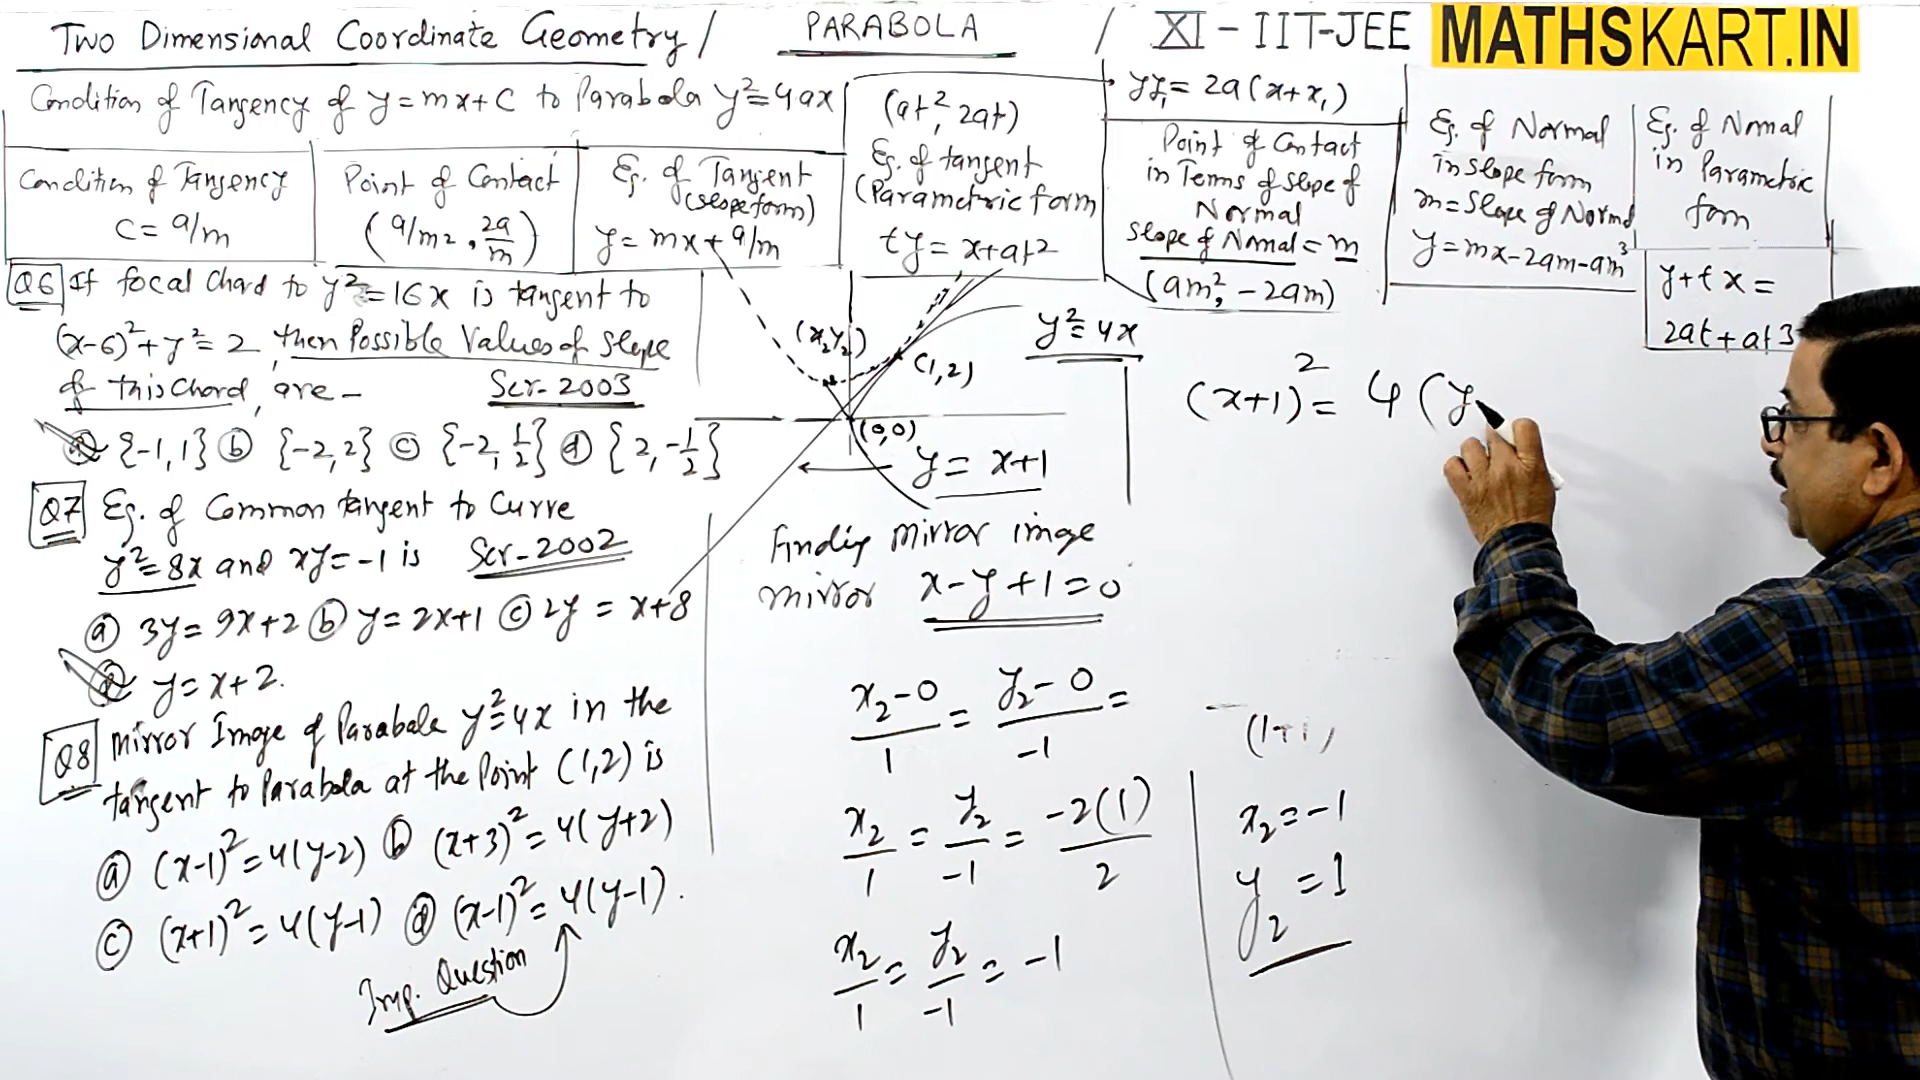 Two Dimensional Coordinate Geometry / PARABOLA / XI - IIT-JEE
MATHSKART.IN
Condition of Tangency of y=mx+c to Parabola y²=4ax
Condition of Tangency
c = a/m
Point of Contact
(a/m², 2a/m)
Eq. of Tangent
(slope form)
y = mx + a/m
(at², 2at)
Eq. of tangent
(Parametric form
ty = x+at²
yy₁ = 2a(x+x₁)
Point of Contact
in Terms of slope of
Normal
slope of Normal = m
(am², -2am)
Eq. of Normal
in slope form
m = slope of Normal
y = mx-2am-am³
Eq. of Normal
in Parametric
form
y+tx =
2at+at3
Q6 If focal Chord to y²=16x is tangent to
(x-6)²+y²=2, then Possible Values of slope
of this Chord, are - Scr-2003
ⓐ {-1,1} ⓑ {-2,2} ⓒ {-2, 1/2} ⓓ {2, -1/2}
Q7 Eq. of Common tangent to Curve
y²=8x and xy=-1 is Scr-2002
ⓐ 3y=9x+2 ⓑ y=2x+1 ⓒ 2y = x+8
ⓓ y=x+2.
Q8 Mirror Image of Parabola y²=4x in the
tangent to Parabola at the Point (1,2) is
ⓐ (x-1)²=4(y-2) ⓑ (x+3)²=4(y+2)
ⓒ (x+1)²=4(y-1) ⓓ (x-1)²=4(y-1).
Imp. Question
(x₂y₂)
(1,2)
(0,0)
y²=4x
y = x+1
Finding mirror image
mirror x-y+1=0
(x₂-0)/1 = (y₂-0)/-1 =
x₂/1 = y₂/-1 = -2(1)/2
x₂/1 = y₂/-1 = -1
(x+1)² = 4(y
x₂=-1
y₂=1